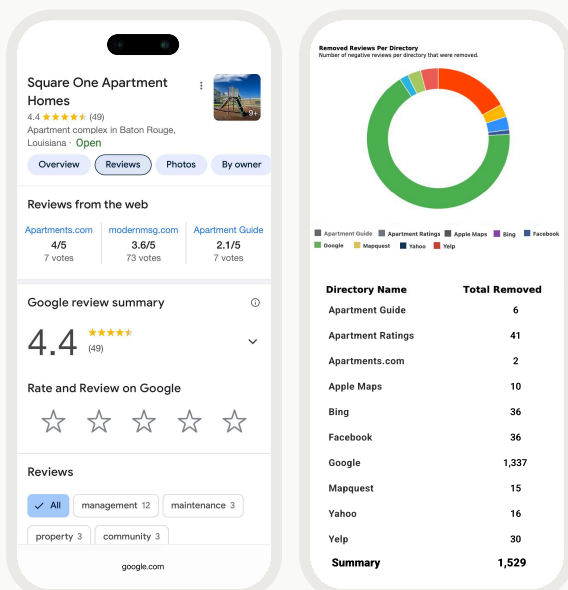 Square One Apartment
Homes
4.4 ★★★★★ (49)
Apartment complex in Baton Rouge,
Louisiana · Open
9+
Overview Reviews Photos By owner
Reviews from the web
Apartments.com modernmsg.com Apartment Guide
4/5 3.6/5 2.1/5
7 votes 73 votes 7 votes
Google review summary
4.4
(49)
Rate and Review on Google
Reviews
All management 12 maintenance 3
property 3 community 3
google.com
Removed Reviews Per Directory
Number of negative reviews per directory that were removed.
Apartment Guide Apartment Ratings Apple Maps Bing Facebook
Google Mapquest Yahoo Yelp
Directory Name Total Removed
Apartment Guide 6
Apartment Ratings 41
Apartments.com 2
Apple Maps 10
Bing 36
Facebook 36
Google 1,337
Mapquest 15
Yahoo 16
Yelp 30
Summary 1,529